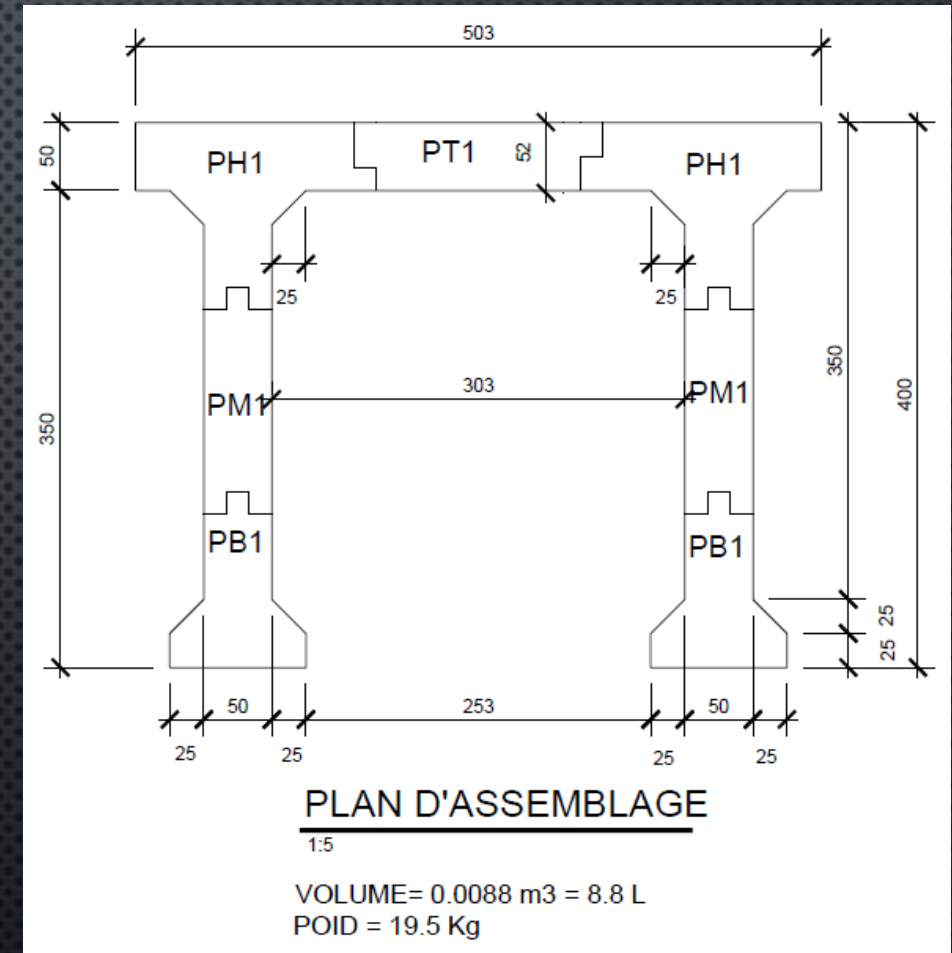 503
50
PH1
PT1
52
PH1
25
25
350
303
350
400
PM1
PM1
PB1
PB1
25
25
50
253
50
25
25
25
25
PLAN D'ASSEMBLAGE
1:5
VOLUME= 0.0088 m3 = 8.8 L
POID = 19.5 Kg